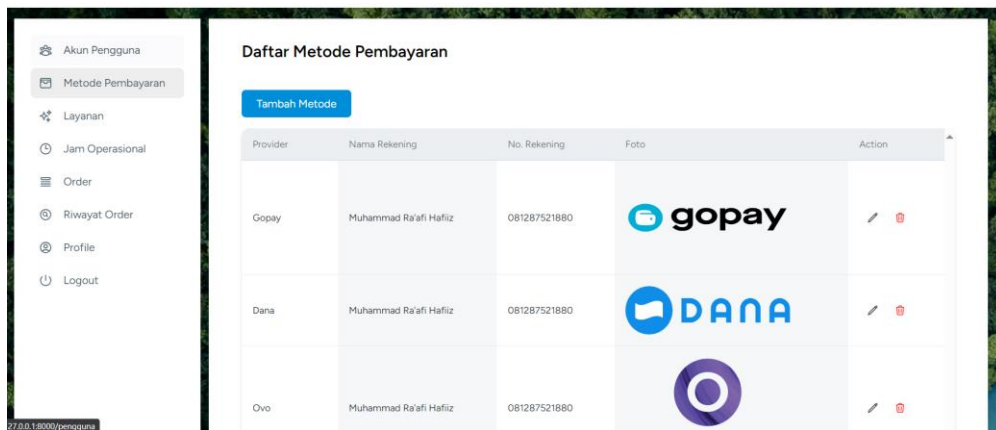 Akun Pengguna
Metode Pembayaran
Layanan
Jam Operasional
Order
Riwayat Order
Profile
Logout
Daftar Metode Pembayaran
Tambah Metode
Provider Nama Rekening No. Rekening Foto Action
Gopay Muhammad Ra'afi Hafiiz 081287521880 gopay
Dana Muhammad Ra'afi Hafiiz 081287521880 DANA
Ovo Muhammad Ra'afi Hafiiz 081287521880
27.0.0.1:8000/pengguna